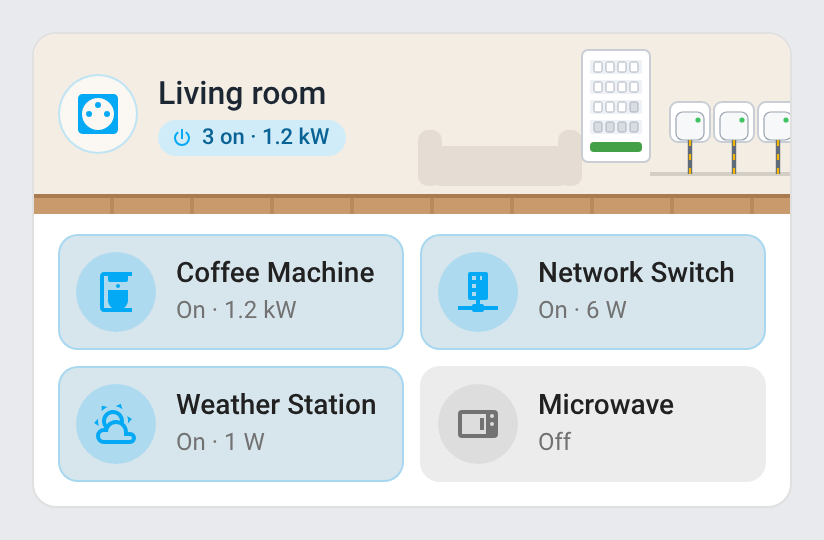 Living room
3 on · 1.2 kW
Coffee Machine
On · 1.2 kW
Network Switch
On · 6 W
Weather Station
On · 1 W
Microwave
Off